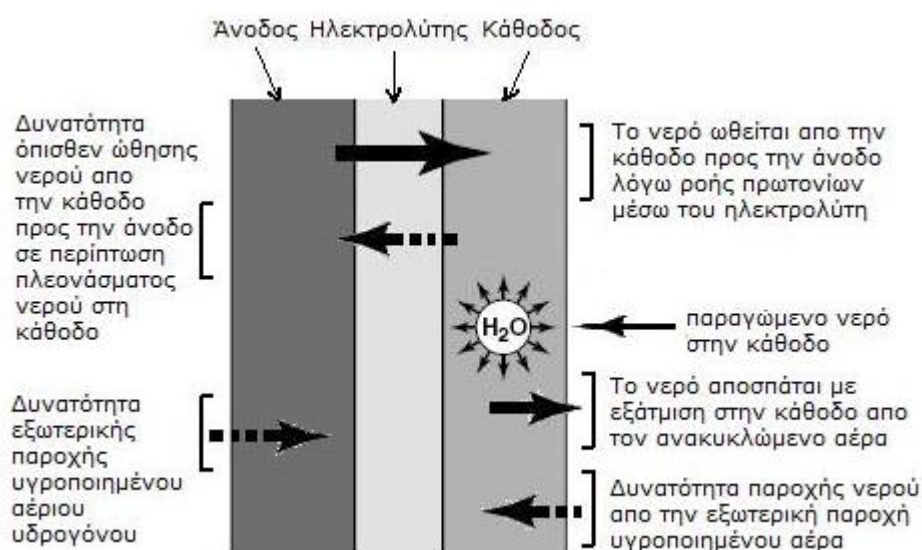 Άνοδος Ηλεκτρολύτης Κάθοδος
Δυνατότητα
όπισθεν ώθησης
νερού απο
την κάθοδο
προς την άνοδο
σε περίπτωση
πλεονάσματος
νερού στη
κάθοδο
Το νερό ωθείται απο την
κάθοδο προς την άνοδο
λόγω ροής πρωτονίων
μέσω του ηλεκτρολύτη
H2O
παραγώμενο νερό
στην κάθοδο
Δυνατότητα
εξωτερικής
παροχής
υγροποιημένου
αέριου
υδρογόνου
Το νερό αποσπάται με
εξάτμιση στην κάθοδο απο
τον ανακυκλώμενο αέρα
Δυνατότητα παροχής νερού
απο την εξωτερική παροχή
υγροποιημένου αέρα